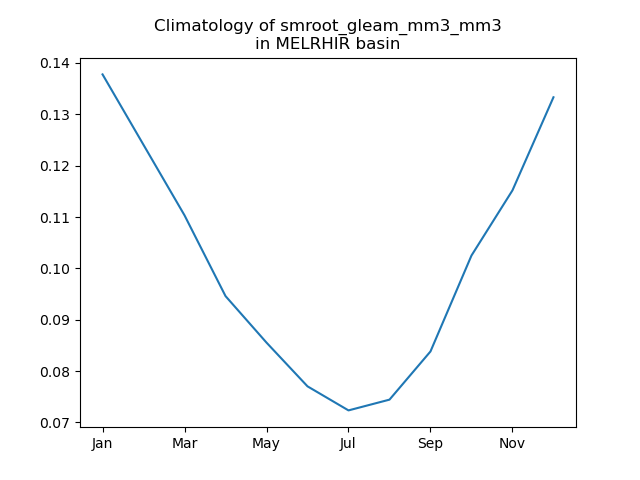 Climatology of smroot_gleam_mm3_mm3
in MELRHIR basin
0.14
0.13
0.12
0.11
0.10
0.09
0.08
0.07
Jan Mar May Jul Sep Nov